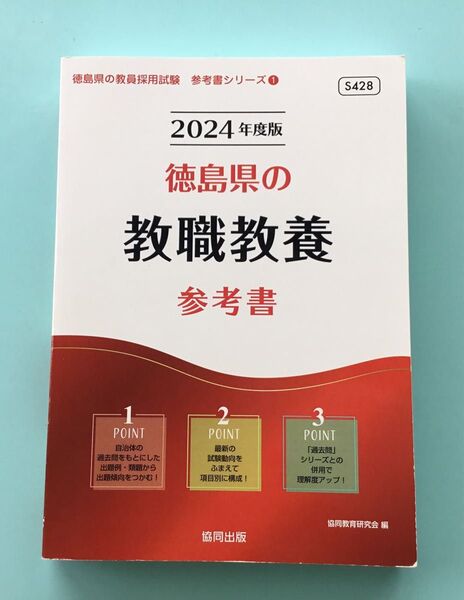 徳島県の教員採用試験 参考書シリーズ❶
S428
2024年度版
徳島県の
教職教養
参考書
1
POINT
自治体の
過去問をもとにした
出題例・類題から
出題傾向をつかむ!
2
POINT
最新の
試験動向を
ふまえて
項目別に構成!
3
POINT
「過去問」
シリーズとの
併用で
理解度アップ!
協同教育研究会 編
協同出版